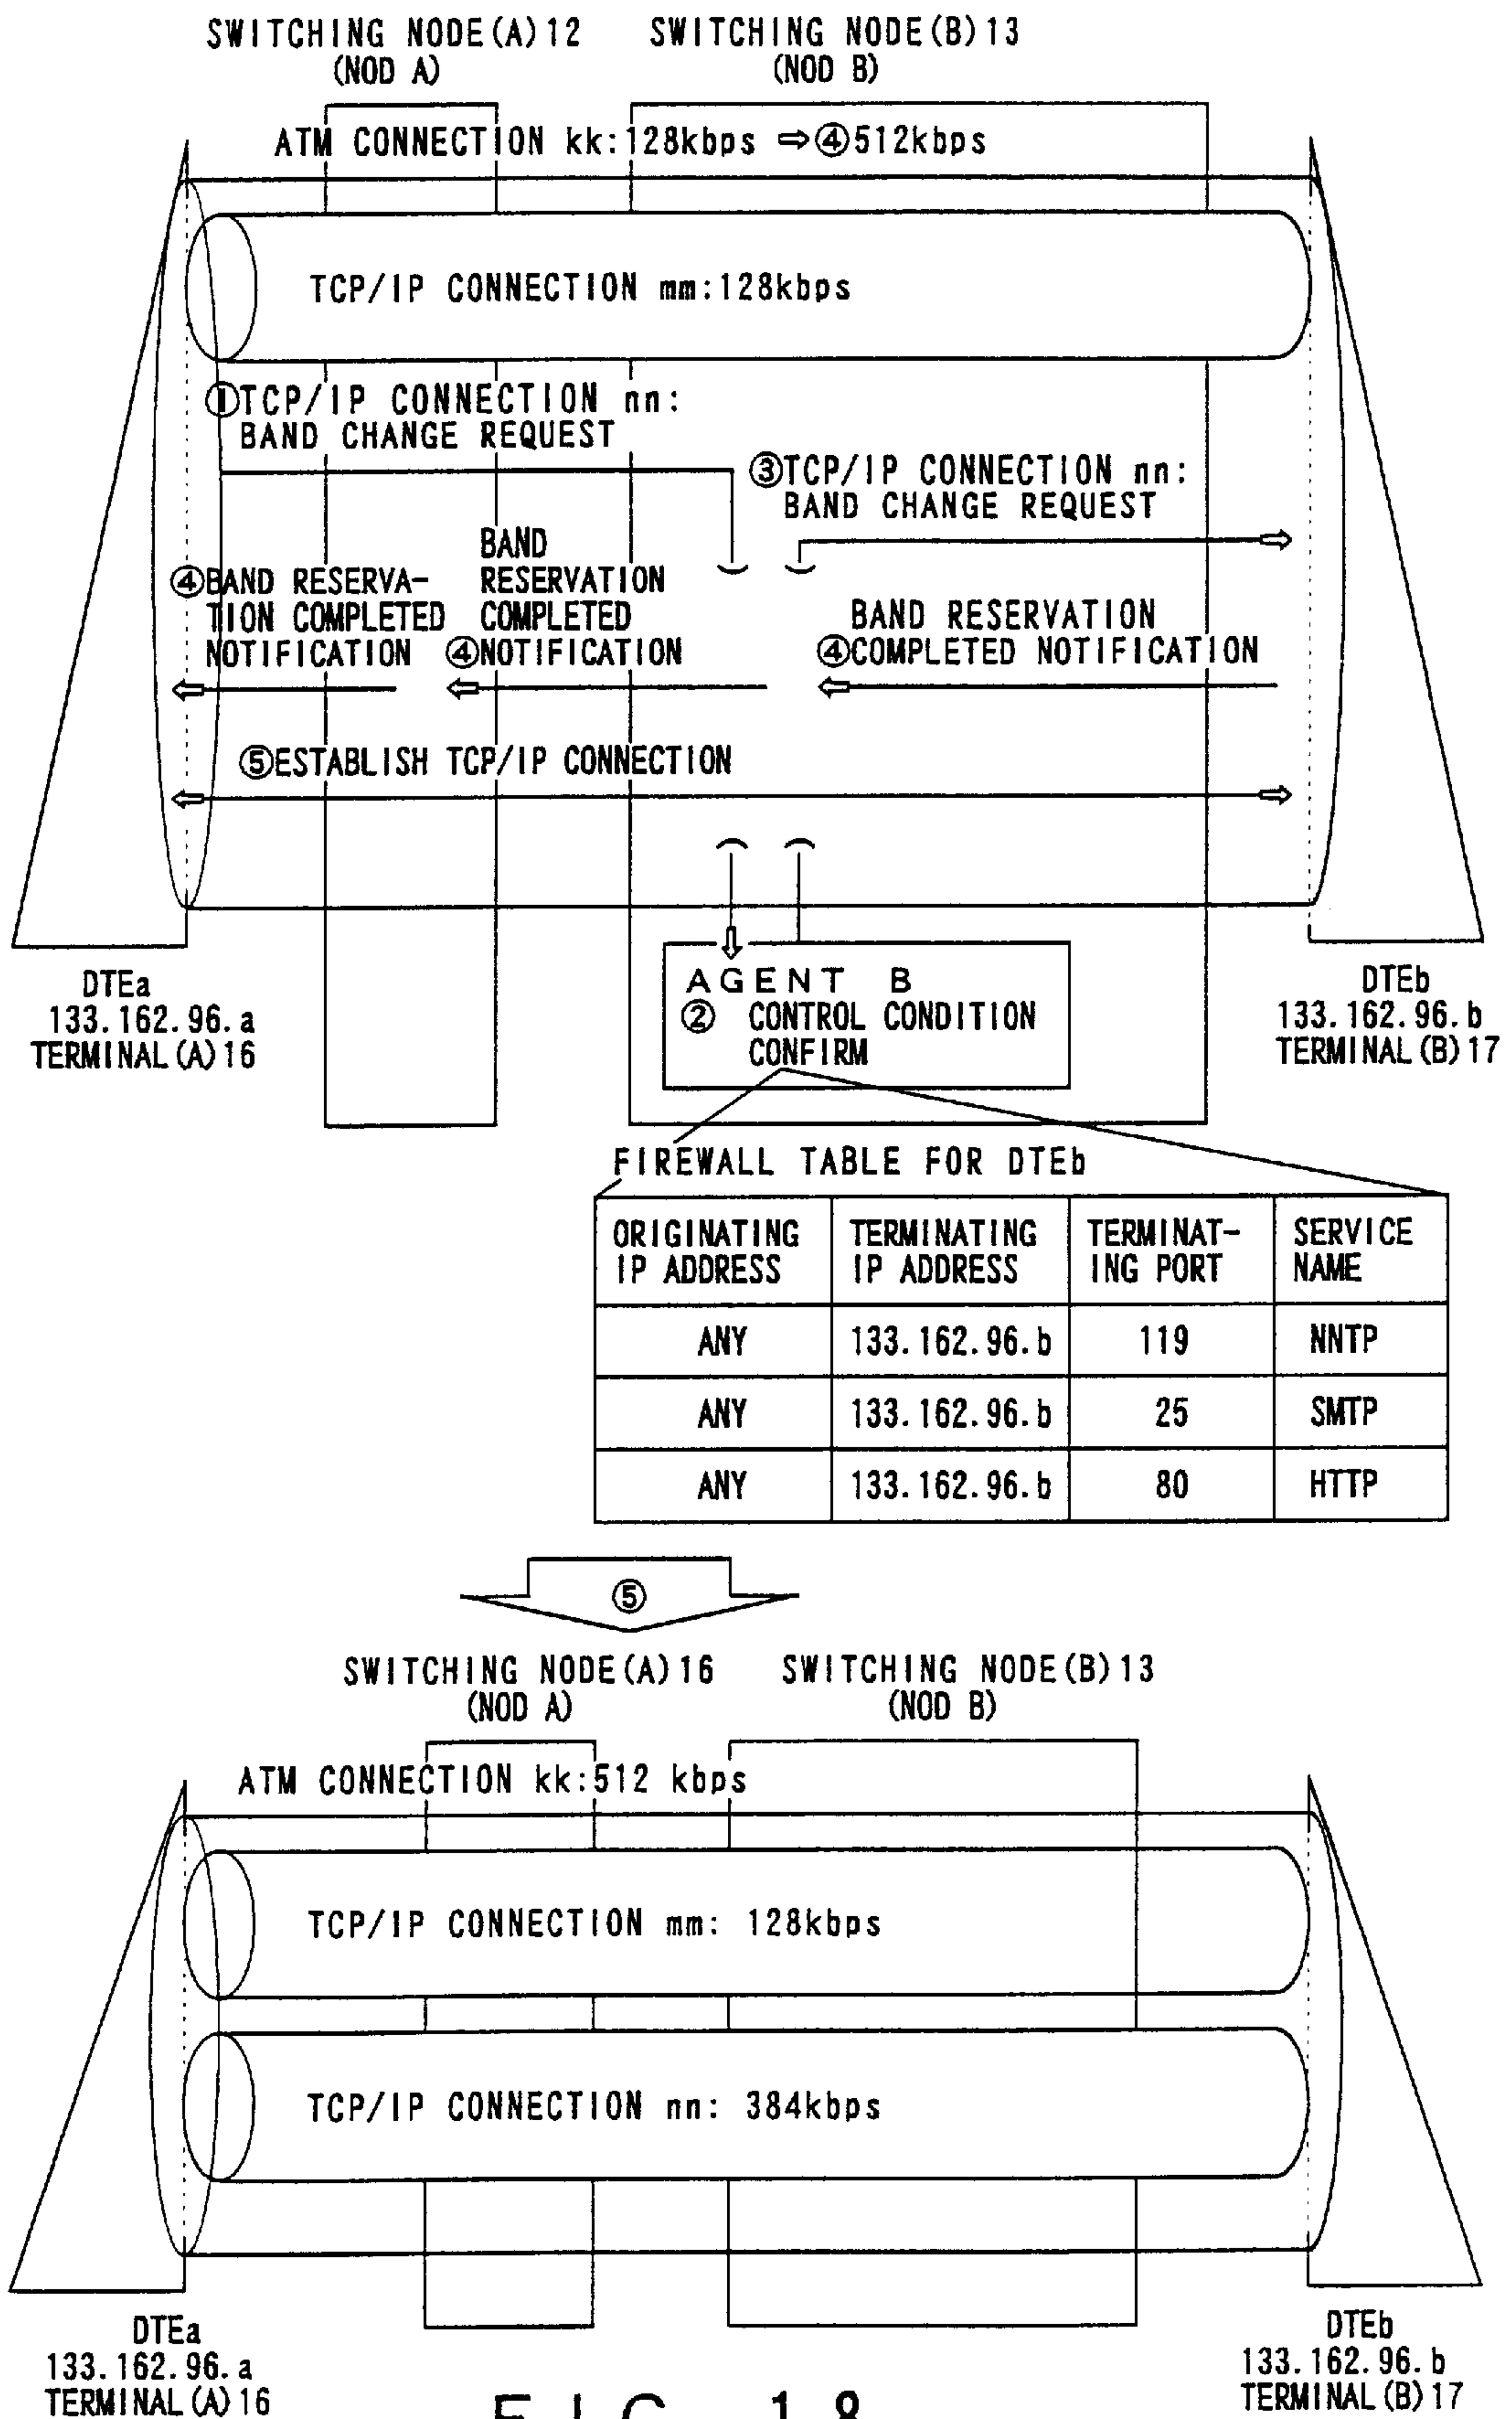 SWITCHING NODE(A)12 SWITCHING NODE(B)13
(NOD A) (NOD B)
ATM CONNECTION kk:128kbps ⇒④512kbps
TCP/IP CONNECTION mm:128kbps
①TCP/IP CONNECTION nn:
BAND CHANGE REQUEST
③TCP/IP CONNECTION nn:
BAND CHANGE REQUEST
④BAND RESERVA-
TION COMPLETED
NOTIFICATION
BAND
RESERVATION
COMPLETED
④NOTIFICATION
BAND RESERVATION
④COMPLETED NOTIFICATION
⑤ESTABLISH TCP/IP CONNECTION
AGENT B
② CONTROL CONDITION
CONFIRM
DTEa
133.162.96.a
TERMINAL(A)16
DTEb
133.162.96.b
TERMINAL(B)17
FIREWALL TABLE FOR DTEb
ORIGINATING
IP ADDRESS
TERMINATING
IP ADDRESS
TERMINAT-
ING PORT
SERVICE
NAME
ANY 133.162.96.b 119 NNTP
ANY 133.162.96.b 25 SMTP
ANY 133.162.96.b 80 HTTP
⑤
SWITCHING NODE(A)16 SWITCHING NODE(B)13
(NOD A) (NOD B)
ATM CONNECTION kk:512 kbps
TCP/IP CONNECTION mm: 128kbps
TCP/IP CONNECTION nn: 384kbps
DTEa
133.162.96.a
TERMINAL(A)16
DTEb
133.162.96.b
TERMINAL(B)17
FIG. 18